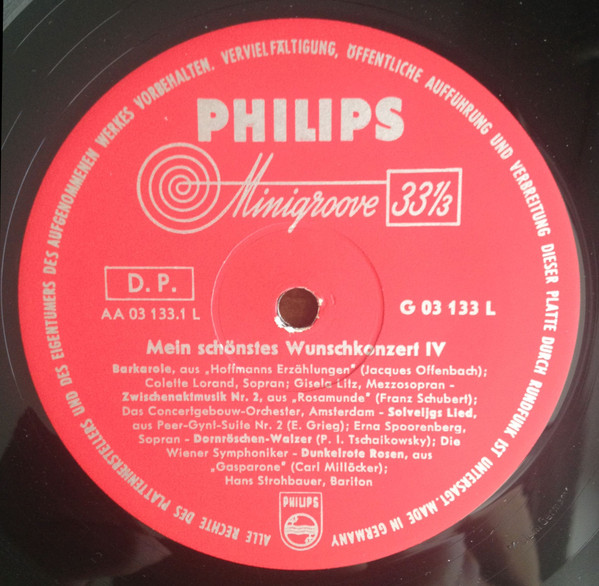 ALLE RECHTE DES PLATTENHERSTELLERS UND DES EIGENTUMERS DES AUFGENOMMENEN WERKES VORBEHALTEN. VERVIELFÄLTIGUNG, ÖFFENTLICHE AUFFÜHRUNG UND VERBREITUNG DIESER PLATTE DURCH RUNDFUNK IST UNTERSAGT. MADE IN GERMANY
PHILIPS
Minigroove 33⅓
D. P.
AA 03 133.1 L
G 03 133 L
Mein schönstes Wunschkonzert IV
Barkarole, aus „Hoffmanns Erzählungen" (Jacques Offenbach);
Colette Lorand, Sopran; Gisela Litz, Mezzosopran -
Zwischenaktmusik Nr. 2, aus „Rosamunde" (Franz Schubert);
Das Concertgebouw-Orchester, Amsterdam - Solveijgs Lied,
aus Peer-Gynt-Suite Nr. 2 (E. Grieg); Erna Spoorenberg,
Sopran - Dornröschen-Walzer (P. I. Tschaikowsky); Die
Wiener Symphoniker - Dunkelrote Rosen, aus
„Gasparone" (Carl Millöcker);
Hans Strohbauer, Bariton
PHILIPS